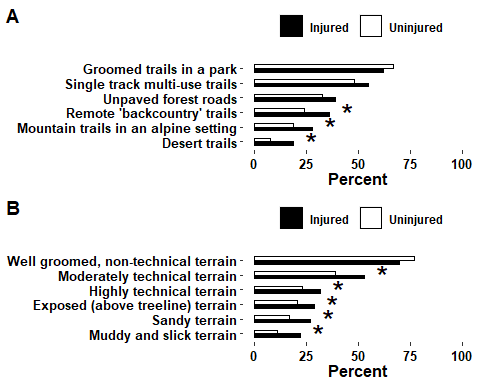 A
Injured Uninjured
Groomed trails in a park
Single track multi-use trails
Unpaved forest roads
Remote 'backcountry' trails *
Mountain trails in an alpine setting *
Desert trails *
0 25 50 75 100
Percent
B
Injured Uninjured
Well groomed, non-technical terrain
Moderately technical terrain *
Highly technical terrain *
Exposed (above treeline) terrain *
Sandy terrain *
Muddy and slick terrain *
0 25 50 75 100
Percent